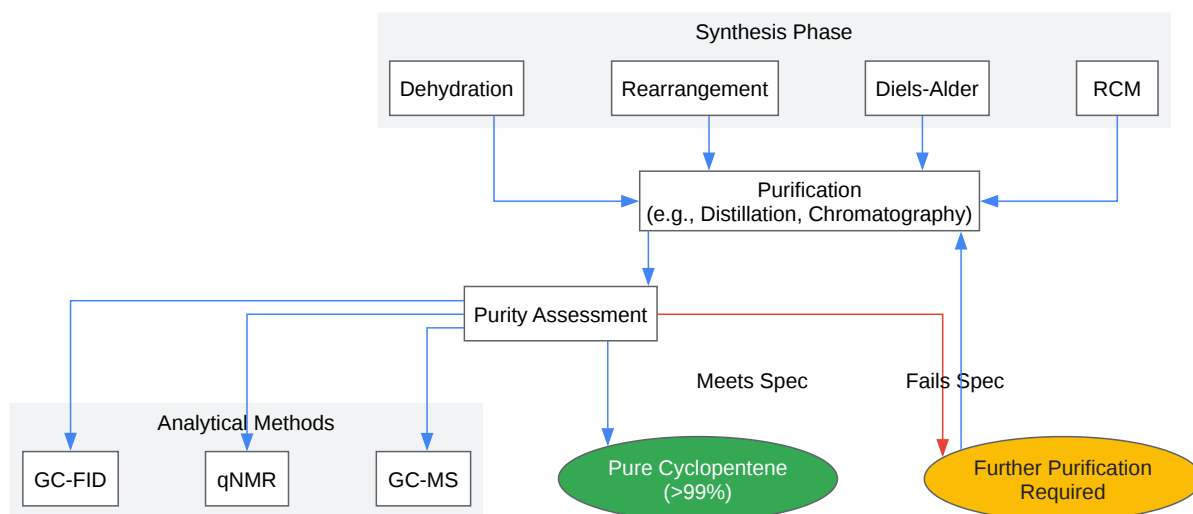 Synthesis Phase
Dehydration
Rearrangement
Diels-Alder
RCM
Purification
(e.g., Distillation, Chromatography)
Purity Assessment
Meets Spec
Fails Spec
Analytical Methods
GC-FID
qNMR
GC-MS
Pure Cyclopentene
(>99%)
Further Purification
Required